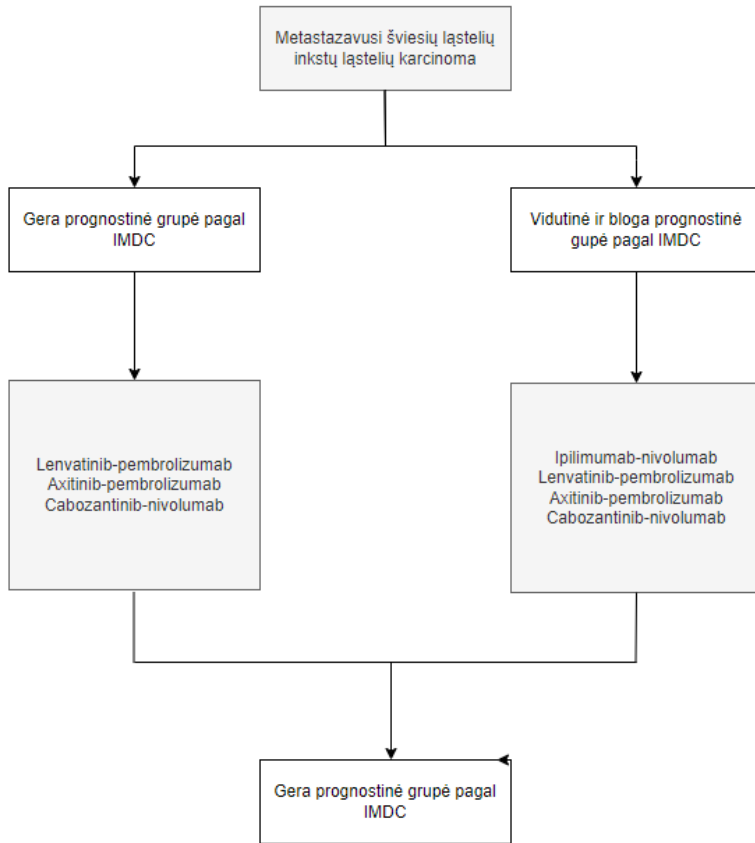 Metastazavusi šviesių ląstelių
inkstų ląstelių karcinoma
Gera prognostinė grupė pagal
IMDC
Vidutinė ir bloga prognostinė
gupė pagal IMDC
Lenvatinib-pembrolizumab
Axitinib-pembrolizumab
Cabozantinib-nivolumab
Ipilimumab-nivolumab
Lenvatinib-pembrolizumab
Axitinib-pembrolizumab
Cabozantinib-nivolumab
Gera prognostinė grupė pagal
IMDC